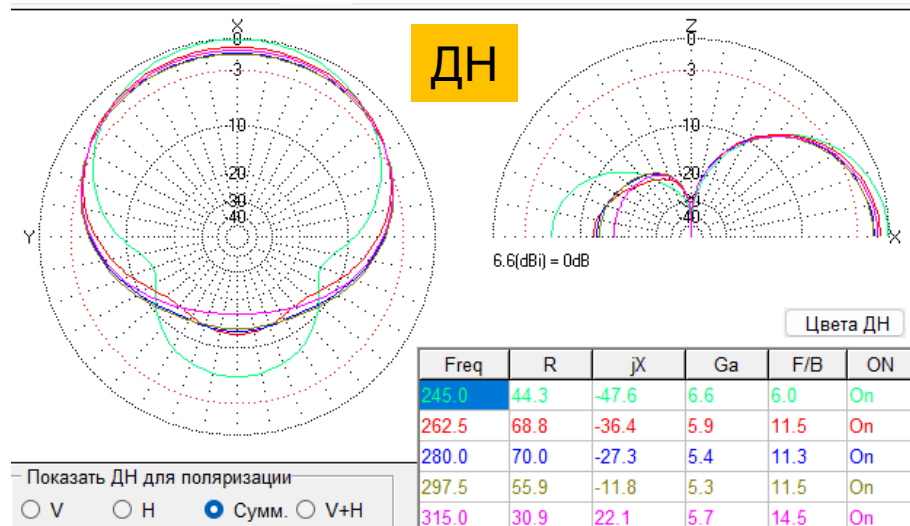 X
0
-3
-10
-20
-30
-40
Y
ДН
Z
0
-3
-10
-20
-30
-40
X
6.6(dBi) = 0dB
Цвета ДН
Freq R jX Ga F/B ON
245.0 44.3 -47.6 6.6 6.0 On
262.5 68.8 -36.4 5.9 11.5 On
280.0 70.0 -27.3 5.4 11.3 On
297.5 55.9 -11.8 5.3 11.5 On
315.0 30.9 22.1 5.7 14.5 On
Показать ДН для поляризации
V H Сумм. V+H